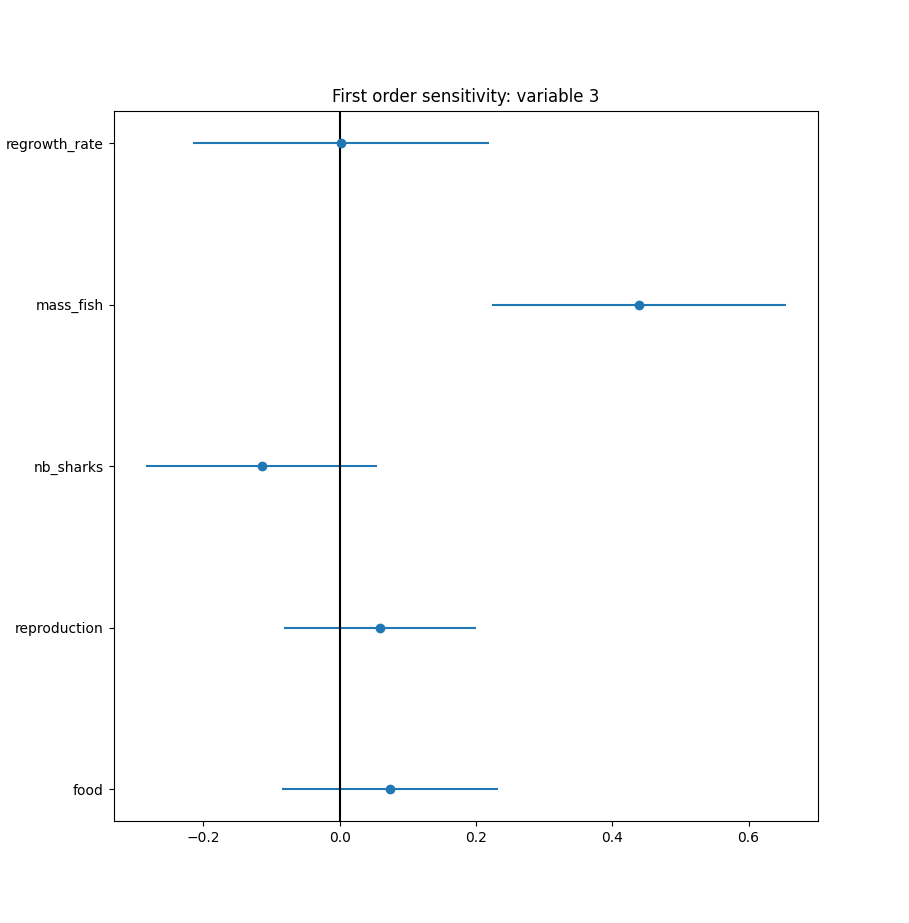 First order sensitivity: variable 3
regrowth_rate
mass_fish
nb_sharks
reproduction
food
−0.2 0.0 0.2 0.4 0.6